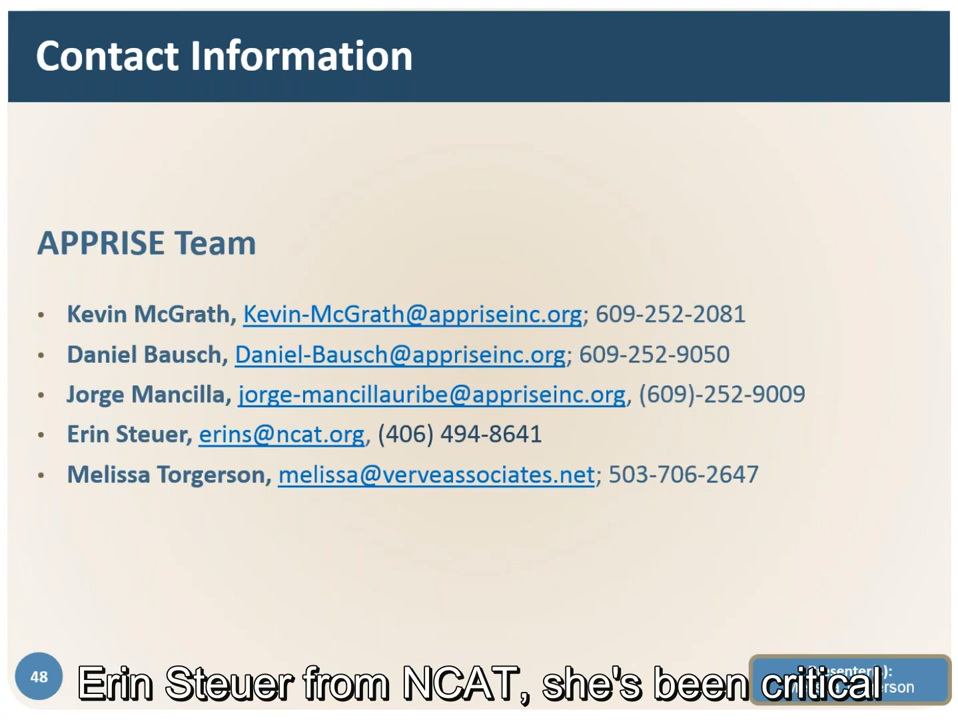 Contact Information
APPRISE Team
• Kevin McGrath, Kevin-McGrath@appriseinc.org; 609-252-2081
• Daniel Bausch, Daniel-Bausch@appriseinc.org; 609-252-9050
• Jorge Mancilla, jorge-mancillauribe@appriseinc.org, (609)-252-9009
• Erin Steuer, erins@ncat.org, (406) 494-8641
• Melissa Torgerson, melissa@verveassociates.net; 503-706-2647
48
Erin Steuer from NCAT, she's been critical